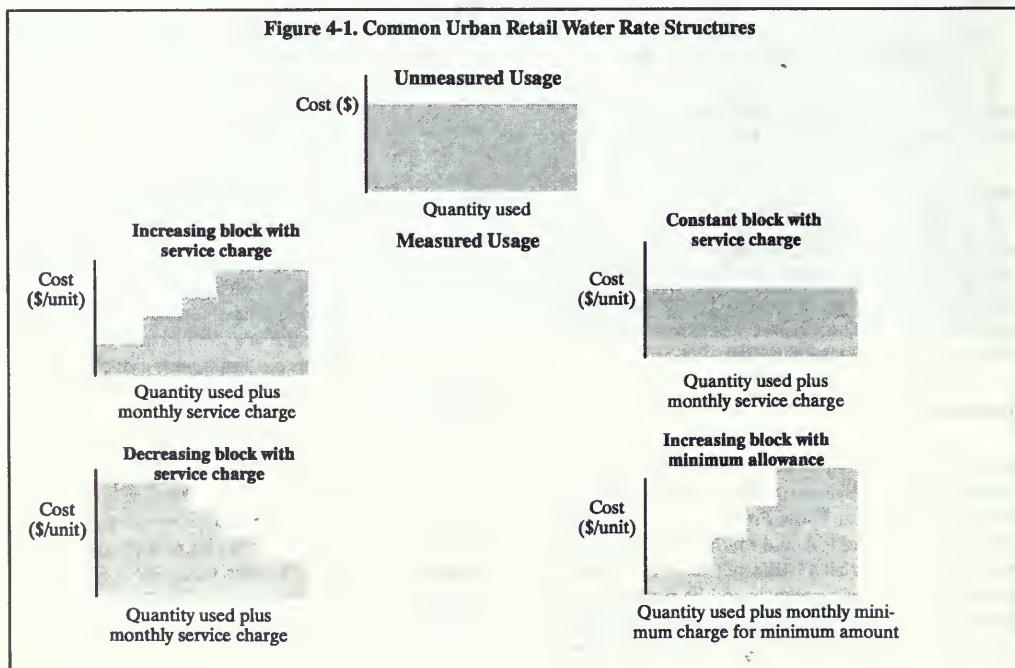 Figure 4-1. Common Urban Retail Water Rate Structures
Unmeasured Usage
Cost ($)
Quantity used
Measured Usage
Increasing block with
service charge
Cost
($/unit)
Quantity used plus
monthly service charge
Constant block with
service charge
Cost
($/unit)
Quantity used plus
monthly service charge
Decreasing block with
service charge
Cost
($/unit)
Quantity used plus
monthly service charge
Increasing block with
minimum allowance
Cost
($/unit)
Quantity used plus monthly mini-
mum charge for minimum amount